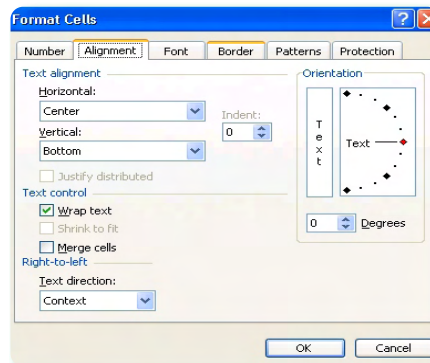 Format Cells
Number Alignment Font Border Patterns Protection
Text alignment
Horizontal:
Center
Indent:
0
Vertical:
Bottom
Justify distributed
Text control
Wrap text
Shrink to fit
Merge cells
Right-to-left
Text direction:
Context
Orientation
Text
Text
0 Degrees
OK Cancel